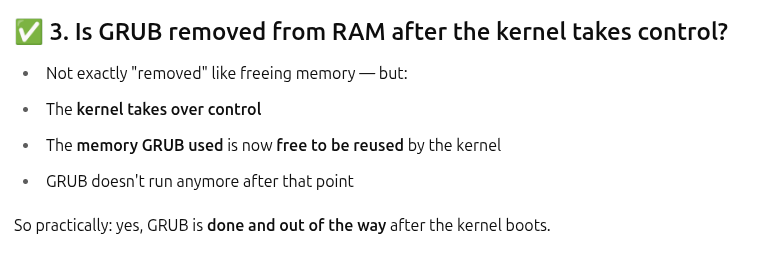 ✅ 3. Is GRUB removed from RAM after the kernel takes control?
• Not exactly "removed" like freeing memory — but:
• The kernel takes over control
• The memory GRUB used is now free to be reused by the kernel
• GRUB doesn't run anymore after that point
So practically: yes, GRUB is done and out of the way after the kernel boots.